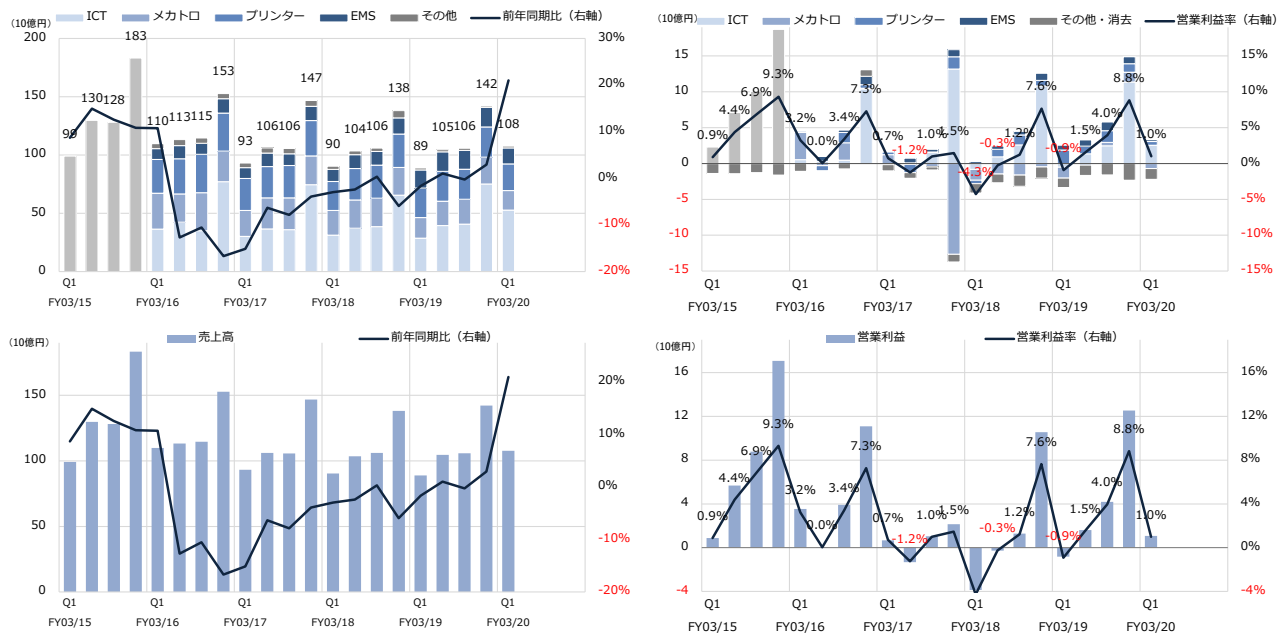 ICT メカトロ プリンター EMS その他 前年同期比（右軸）
（10億円）
200 30%
150 20%
100 10%
50 0%
0 -10%
-20%
99 130 128 183 110 113 115 153 93 106 106 147 90 104 106 138 89 105 106 142 108
Q1 Q1 Q1 Q1 Q1 Q1
FY03/15 FY03/16 FY03/17 FY03/18 FY03/19 FY03/20
ICT メカトロ プリンター EMS その他・消去 営業利益率（右軸）
（10億円）
15 15%
10 10%
5 5%
0 0%
-5 -5%
-10 -10%
-15 -15%
0.9% 4.4% 6.9% 9.3% 3.2% 0.0% 3.4% 7.3% 0.7% -1.2% 1.0% 1.5% -4.3% -0.3% 1.2% 7.6% -0.9% 1.5% 4.0% 8.8% 1.0%
Q1 Q1 Q1 Q1 Q1 Q1
FY03/15 FY03/16 FY03/17 FY03/18 FY03/19 FY03/20
売上高 前年同期比（右軸）
（10億円）
150 20%
100 10%
50 0%
0 -10%
-20%
Q1 Q1 Q1 Q1 Q1 Q1
FY03/15 FY03/16 FY03/17 FY03/18 FY03/19 FY03/20
営業利益 営業利益率（右軸）
（10億円）
16 16%
12 12%
8 8%
4 4%
0 0%
-4 -4%
0.9% 4.4% 6.9% 9.3% 3.2% 0.0% 3.4% 7.3% 0.7% -1.2% 1.0% 1.5% -0.3% 1.2% 7.6% -0.9% 1.5% 4.0% 8.8% 1.0%
Q1 Q1 Q1 Q1 Q1 Q1
FY03/15 FY03/16 FY03/17 FY03/18 FY03/19 FY03/20